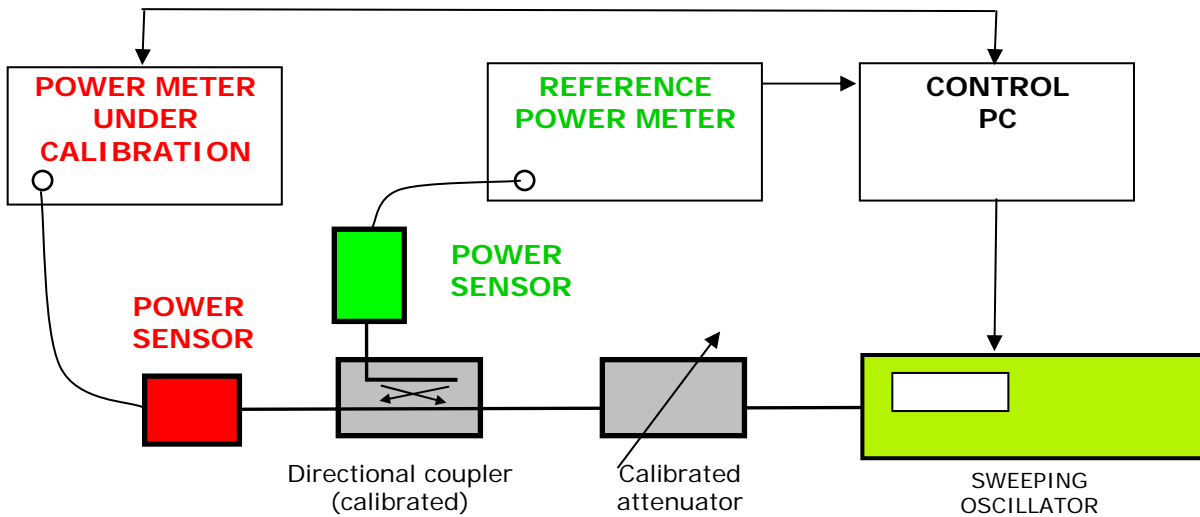 POWER METER
UNDER
CALIBRATION
REFERENCE
POWER METER
CONTROL
PC
POWER
SENSOR
POWER
SENSOR
Directional coupler
(calibrated)
Calibrated
attenuator
SWEEPING
OSCILLATOR